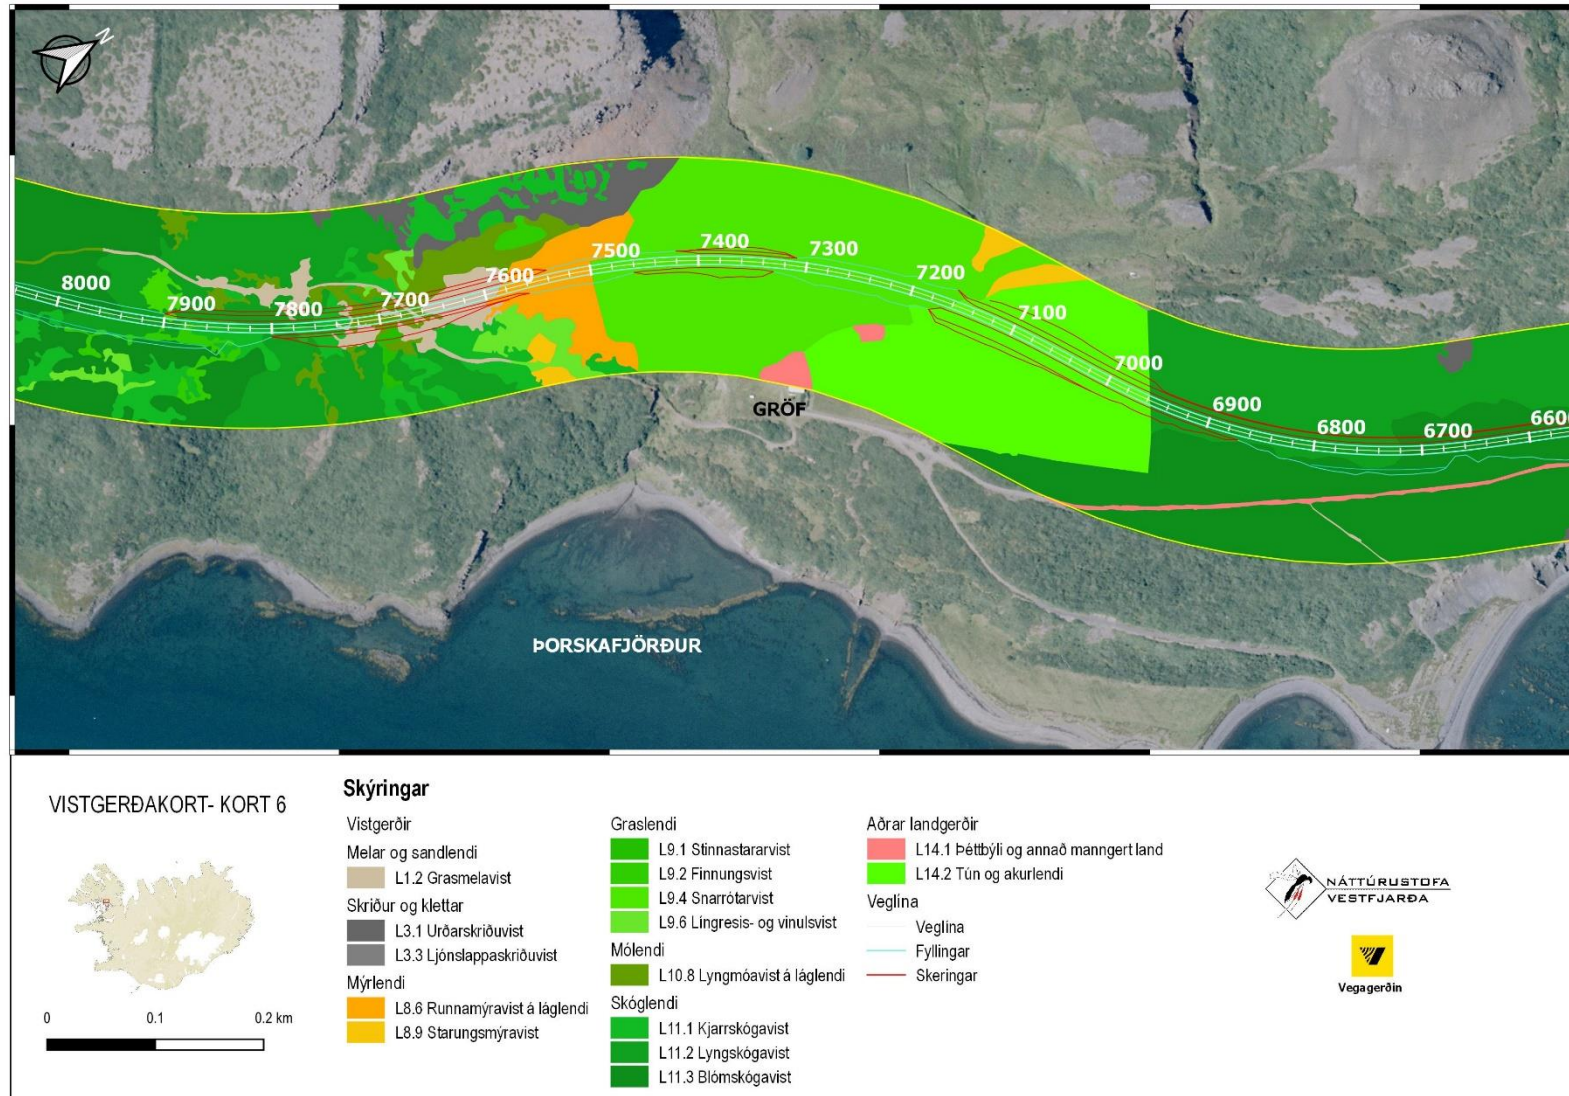 N
8000
7900
7800
7700
7600
7500
7400
7300
7200
7100
7000
6900
6800
6700
6600
GRÖF
ÞORSKAFJÖRÐUR
VISTGERÐAKORT- KORT 6
0 0.1 0.2 km
Skýringar
Vistgerðir
Melar og sandlendi
L1.2 Grasmelavist
Skriður og klettar
L3.1 Urðarskriðuvist
L3.3 Ljónslappaskriðuvist
Mýrlendi
L8.6 Runnamýravist á láglendi
L8.9 Starungsmýravist
Graslendi
L9.1 Stinnastararvist
L9.2 Finnungsvist
L9.4 Snarrótarvist
L9.6 Língresis- og vinulsvist
Mólendi
L10.8 Lyngmóavist á láglendi
Skóglendi
L11.1 Kjarrskógavist
L11.2 Lyngskógavist
L11.3 Blómskógavist
Aðrar landgerðir
L14.1 Þéttbýli og annað manngert land
L14.2 Tún og akurlendi
Veglína
Veglína
Fyllingar
Skeringar
NÁTTÚRUSTOFA
VESTFJARÐA
Vegagerðin